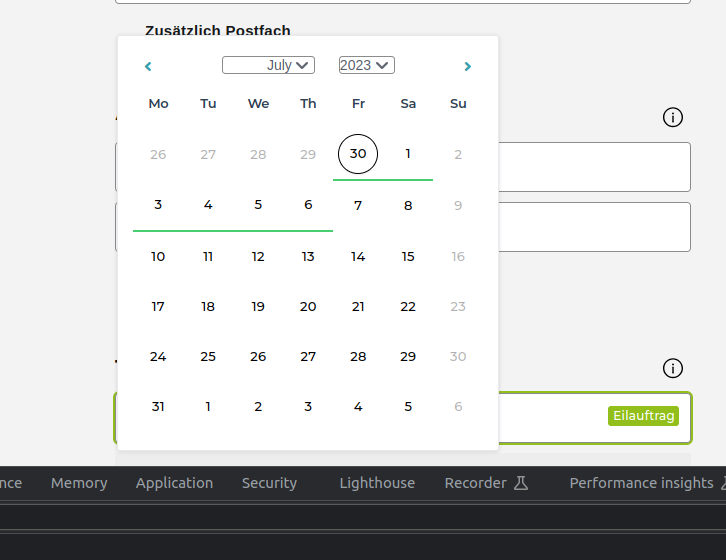 Zusätzlich Postfach
July 2023
Mo Tu We Th Fr Sa Su
26 27 28 29 30 1 2
3 4 5 6 7 8 9
10 11 12 13 14 15 16
17 18 19 20 21 22 23
24 25 26 27 28 29 30
31 1 2 3 4 5 6
Eilauftrag
nce Memory Application Security Lighthouse Recorder Performance insights